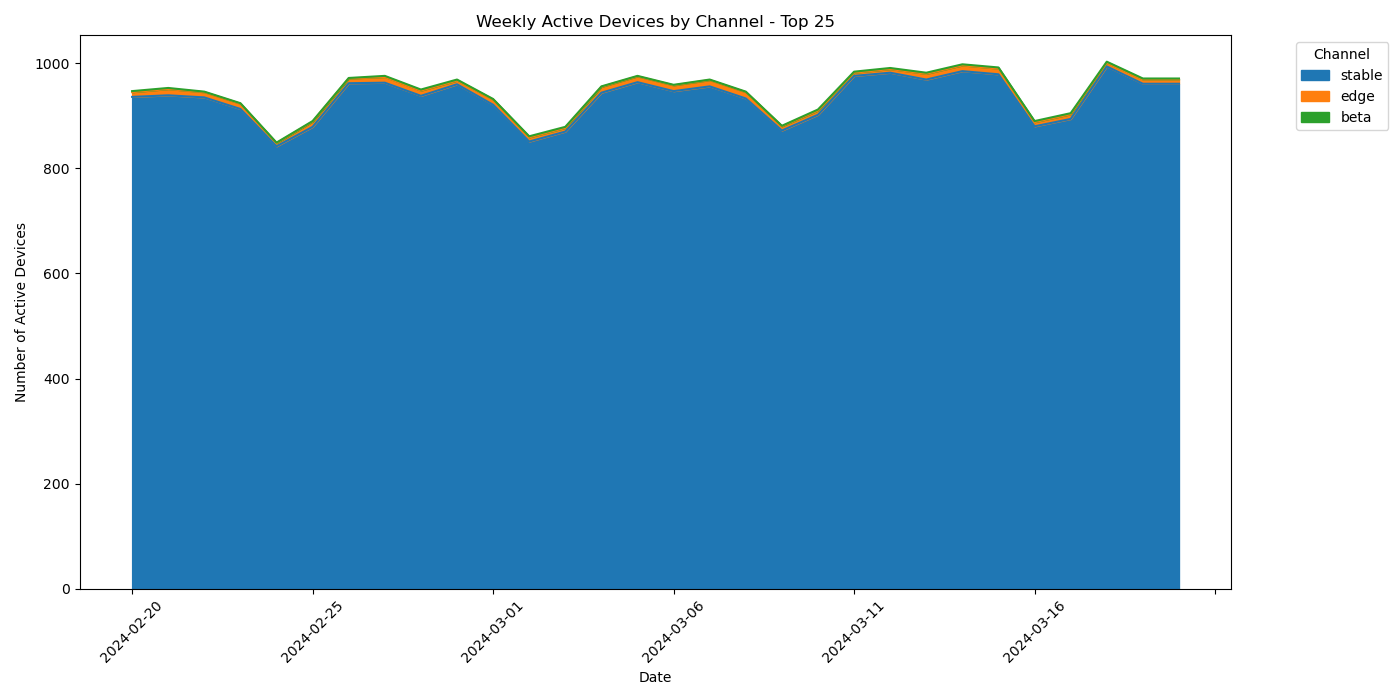 Weekly Active Devices by Channel - Top 25
Channel
stable
edge
beta
Number of Active Devices
1000
800
600
400
200
0
2024-02-20
2024-02-25
2024-03-01
2024-03-06
2024-03-11
2024-03-16
Date